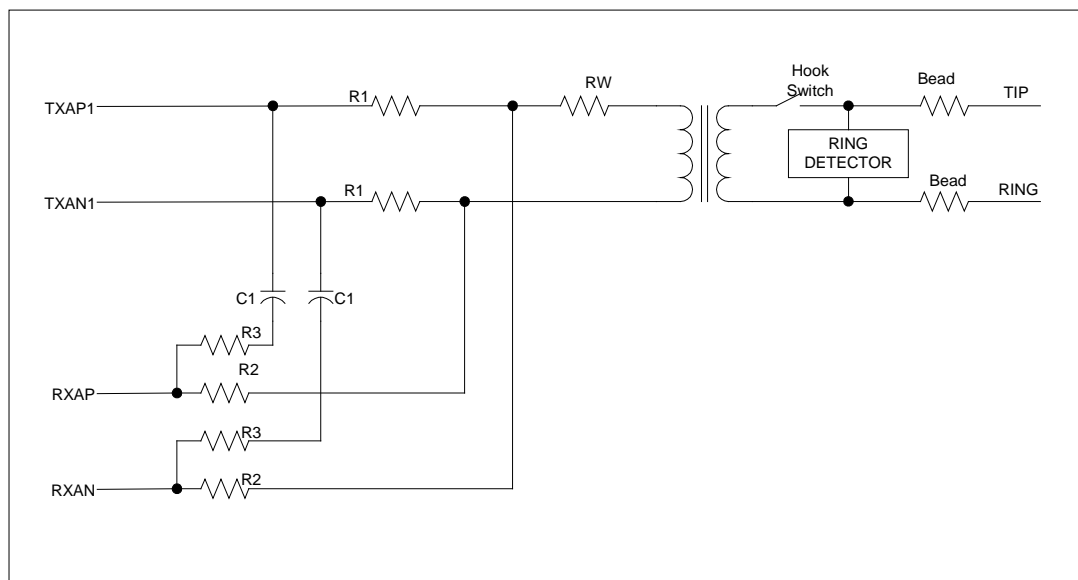 Hook
Switch
Bead
RW
TIP
R1
TXAP1
RING
DETECTOR
Bead
RING
R1
TXAN1
C1
C1
R3
R2
RXAP
R3
R2
RXAN